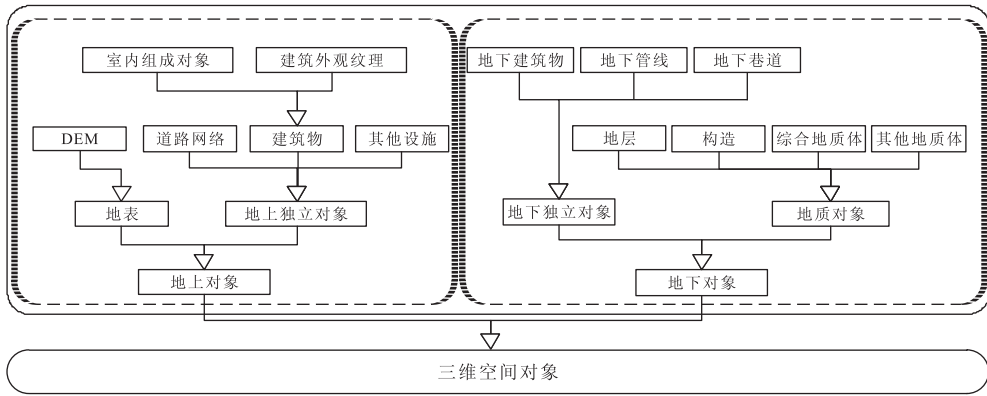 室内组成对象
建筑外观纹理
地下建筑物
地下管线
地下巷道
DEM
道路网络
建筑物
其他设施
地层
构造
综合地质体
其他地质体
地表
地上独立对象
地下独立对象
地质对象
地上对象
地下对象
三维空间对象